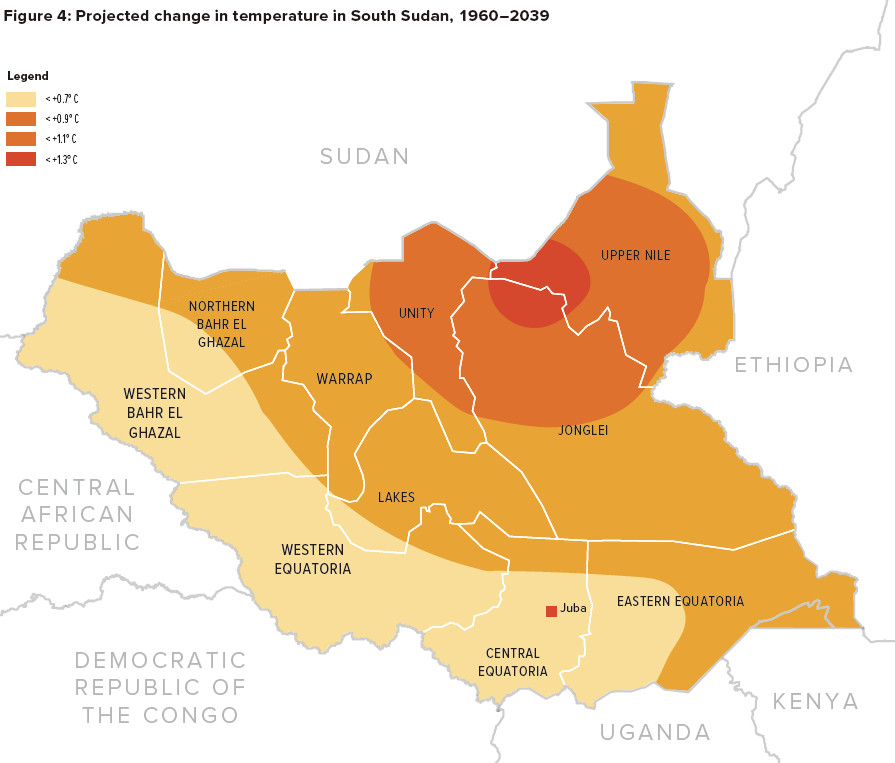 Figure 4: Projected change in temperature in South Sudan, 1960–2039
Legend
< +0.7° C
< +0.9° C
< +1.1° C
< +1.3° C
SUDAN
UPPER NILE
NORTHERN
BAHR EL
GHAZAL
UNITY
ETHIOPIA
WARRAP
WESTERN
BAHR EL
GHAZAL
JONGLEI
CENTRAL
AFRICAN
REPUBLIC
LAKES
WESTERN
EQUATORIA
Juba
EASTERN EQUATORIA
CENTRAL
EQUATORIA
DEMOCRATIC
REPUBLIC OF
THE CONGO
KENYA
UGANDA